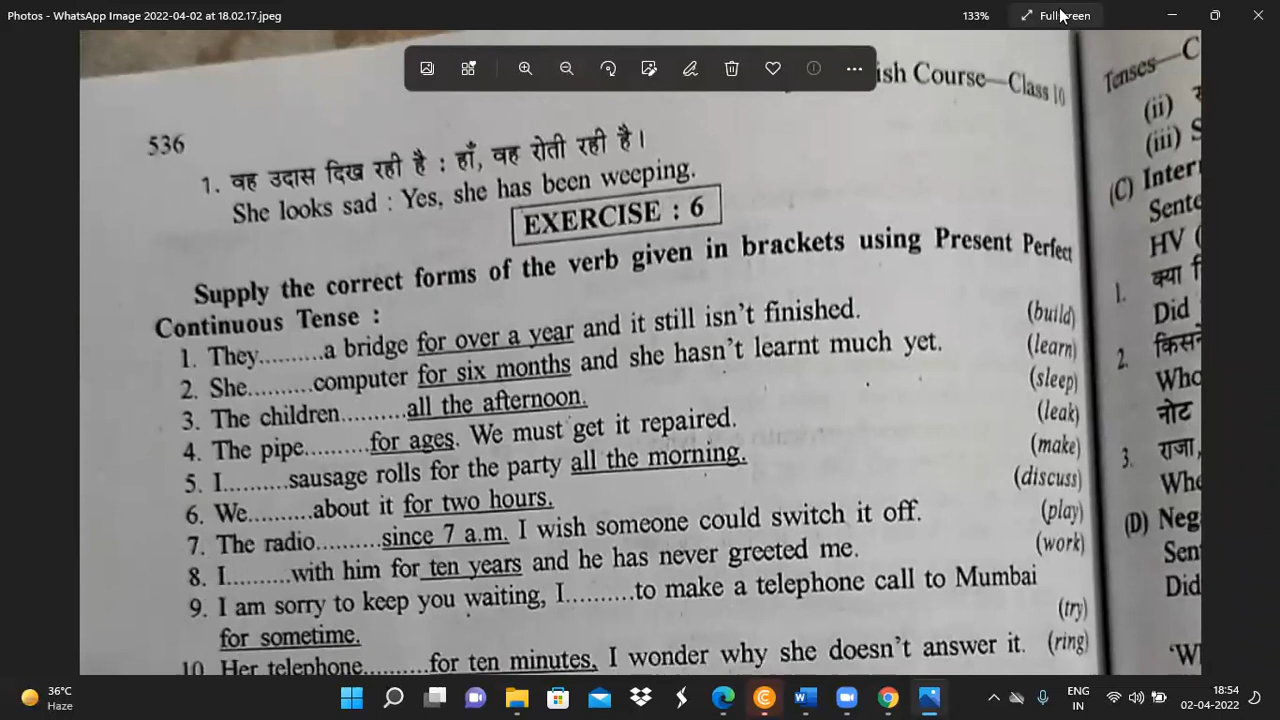 Photos - WhatsApp Image 2022-04-02 at 18.02.17.jpeg
133%
Full screen
ish Course—Class 10
536
1. वह उदास दिख रही है : हाँ, वह रोती रही है।
She looks sad : Yes, she has been weeping.
EXERCISE : 6
Supply the correct forms of the verb given in brackets using Present Perfect
Continuous Tense :
1. They..........a bridge for over a year and it still isn't finished. (build)
2. She..........computer for six months and she hasn't learnt much yet. (learn)
3. The children..........all the afternoon. (sleep)
4. The pipe..........for ages. We must get it repaired. (leak)
5. I..........sausage rolls for the party all the morning. (make)
6. We..........about it for two hours. (discuss)
7. The radio..........since 7 a.m. I wish someone could switch it off. (play)
8. I..........with him for ten years and he has never greeted me. (work)
9. I am sorry to keep you waiting, I..........to make a telephone call to Mumbai
for sometime. (try)
10. Her telephone.........for ten minutes, I wonder why she doesn't answer it. (ring)
Tenses—C
(ii)
(iii) S
(C) Inter
Sente
HV (
1. क्या
Did
2. किसने
Who
नोट
3. राजा,
Whe
(D) Neg
Sent
Did
'W
36°C
Haze
ENG
IN
18:54
02-04-2022